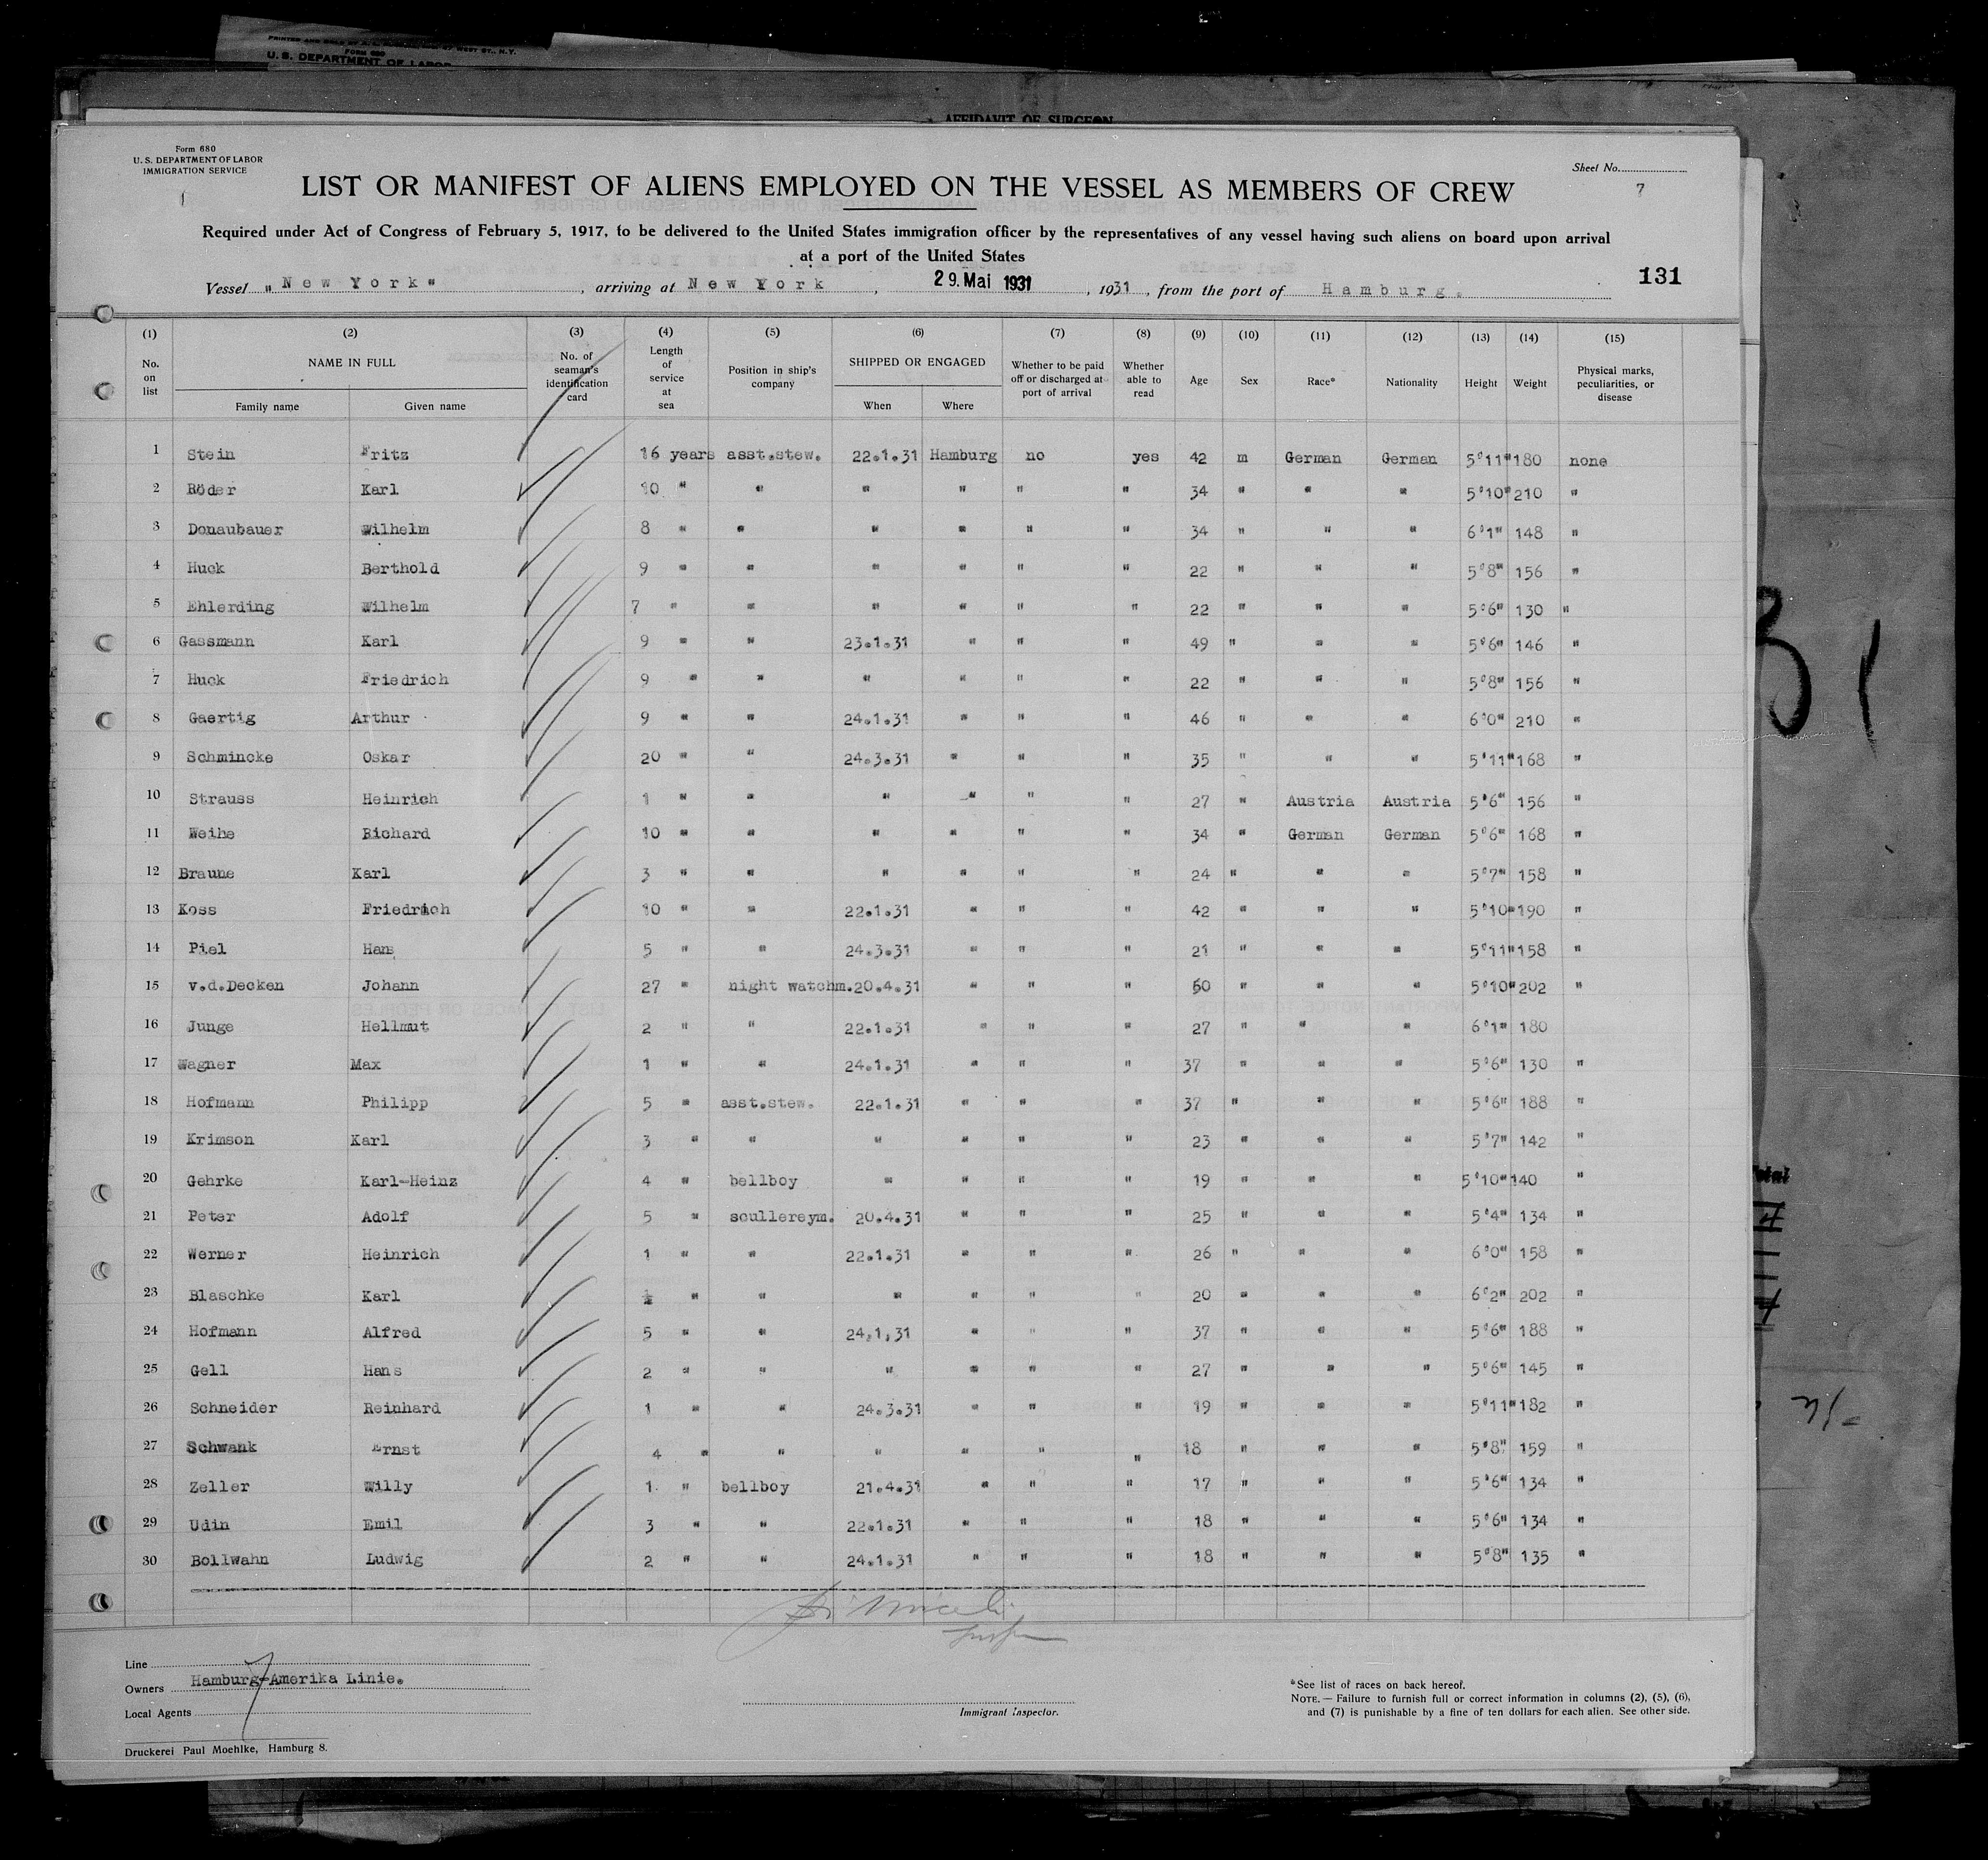 U. S. DEPARTMENT OF LABOR
AFFIDAVIT OF SURGEON
Form 680
U. S. DEPARTMENT OF LABOR
IMMIGRATION SERVICE
Sheet No.
7
LIST OR MANIFEST OF ALIENS EMPLOYED ON THE VESSEL AS MEMBERS OF CREW
Required under Act of Congress of February 5, 1917, to be delivered to the United States immigration officer by the representatives of any vessel having such aliens on board upon arrival
at a port of the United States
131
Vessel "New York", arriving at New York, 29. Mai 1931, 1931, from the port of Hamburg.
(1) (2) (3) (4) (5) (6) (7) (8) (9) (10) (11) (12) (13) (14) (15)
No. on list NAME IN FULL Family name Given name No. of seaman's identification card Length of service at sea Position in ship's company SHIPPED OR ENGAGED When Where Whether to be paid off or discharged at port of arrival Whether able to read Age Sex Race* Nationality Height Weight Physical marks, peculiarities, or disease
1 Stein Fritz 16 years asst.stew. 22.1.31 Hamburg no yes 42 m German German 5'11" 180 none
2 Röder Karl 10 " " " " " " 34 " " " 5'10" 210 "
3 Donaubauer Wilhelm 8 " " " " " " 34 " " " 6'1" 148 "
4 Huck Berthold 9 " " " " " " 22 " " " 5'8" 156 "
5 Ehlerding Wilhelm 7 " " " " " " 22 " " " 5'6" 130 "
6 Gassmann Karl 9 " " 23.1.31 " " " 49 " " " 5'6" 146 "
7 Huck Friedrich 9 " " " " " " 22 " " " 5'8" 156 "
8 Gaertig Arthur 9 " " 24.1.31 " " " 46 " " " 6'0" 210 "
9 Schmincke Oskar 20 " " 24.3.31 " " " 35 " " " 5'11" 168 "
10 Strauss Heinrich 1 " " " " " " 27 " Austria Austria 5'6" 156 "
11 Weihe Richard 10 " " " " " " 34 " German German 5'6" 168 "
12 Braune Karl 3 " " " " " " 24 " " " 5'7" 158 "
13 Koss Friedrich 10 " " 22.1.31 " " " 42 " " " 5'10" 190 "
14 Piel Hans 5 " " 24.3.31 " " " 21 " " " 5'11" 158 "
15 v.d.Decken Johann 27 " night watchm. 20.4.31 " " " 50 " " " 5'10" 202 "
16 Junge Hellmut 2 " " 22.1.31 " " " 27 " " " 6'1" 180
17 Wagner Max 1 " " 24.1.31 " " " 37 " " " 5'6" 130 "
18 Hofmann Philipp 5 " asst.stew. 22.1.31 " " " 37 " " " 5'6" 188 "
19 Krimson Karl 3 " " " " " " 23 " " " 5'7" 142 "
20 Gehrke Karl-Heinz 4 " bellboy " " " " 19 " " " 5'10" 140 "
21 Peter Adolf 5 " scullereym. 20.4.31 " " " 25 " " " 5'4" 134 "
22 Werner Heinrich 1 " " 22.1.31 " " " 26 " " " 6'0" 158 "
23 Blaschke Karl ½ " " " " " " 20 " " " 6'2" 202 "
24 Hofmann Alfred 5 " " 24,1,31 " " " 37 " " " 5'6" 188 "
25 Gell Hans 2 " " " " " " 27 " " " 5'6" 145 "
26 Schneider Reinhard 1 " " 24.3.31 " " " 19 " " " 5'11" 182 "
27 Schwank Ernst 4 " " " " " " 18 " " " 5'8" 159 "
28 Zeller Willy 1 " bellboy 21.4.31 " " " 17 " " " 5'6" 134 "
29 Udin Emil 3 " " 22.1.31 " " " 18 " " " 5'6" 134 "
30 Bollwahn Ludwig 2 " " 24.1.31 " " " 18 " " " 5'8" 135 "
Line
Owners Hamburg-Amerika Linie.
Local Agents
Immigrant Inspector.
*See list of races on back hereof.
NOTE. — Failure to furnish full or correct information in columns (2), (5), (6),
and (7) is punishable by a fine of ten dollars for each alien. See other side.
Druckerei Paul Moehlke, Hamburg 8.